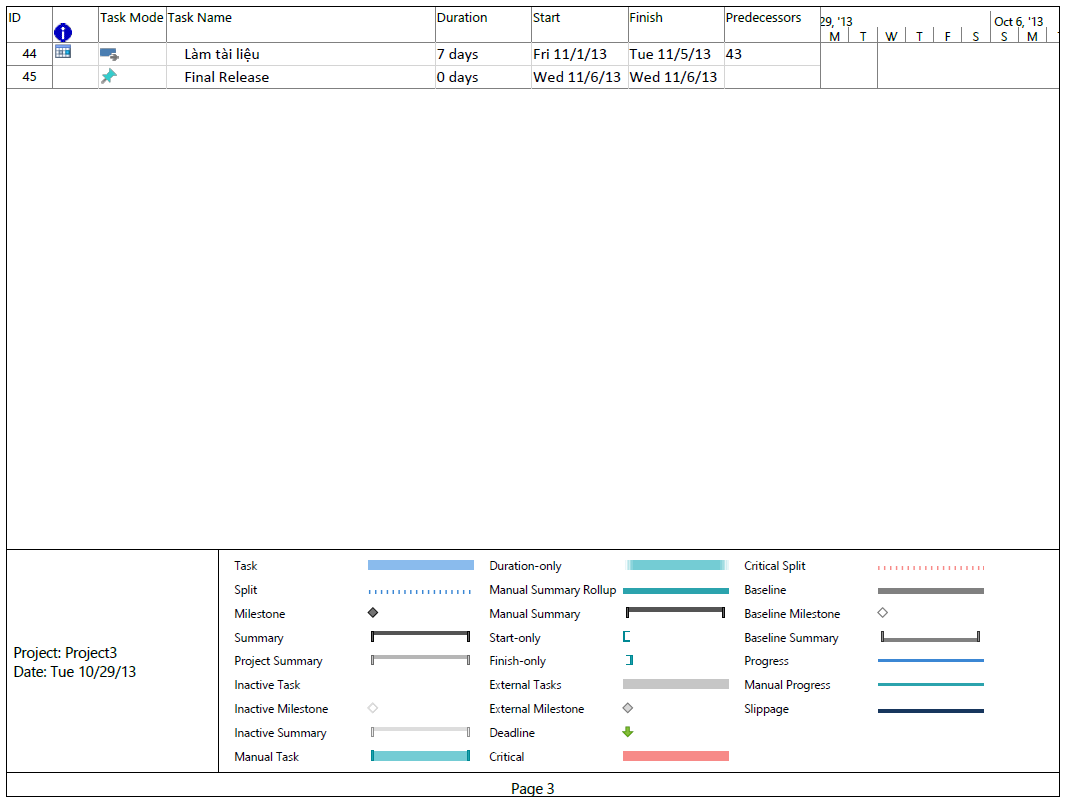 ID Task Mode Task Name Duration Start Finish Predecessors 29, '13 Oct 6, '13
M T W T F S S M
44 Làm tài liệu 7 days Fri 11/1/13 Tue 11/5/13 43
45 Final Release 0 days Wed 11/6/13 Wed 11/6/13
Project: Project3
Date: Tue 10/29/13
Task
Split
Milestone
Summary
Project Summary
Inactive Task
Inactive Milestone
Inactive Summary
Manual Task
Duration-only
Manual Summary Rollup
Manual Summary
Start-only
Finish-only
External Tasks
External Milestone
Deadline
Critical
Critical Split
Baseline
Baseline Milestone
Baseline Summary
Progress
Manual Progress
Slippage
Page 3